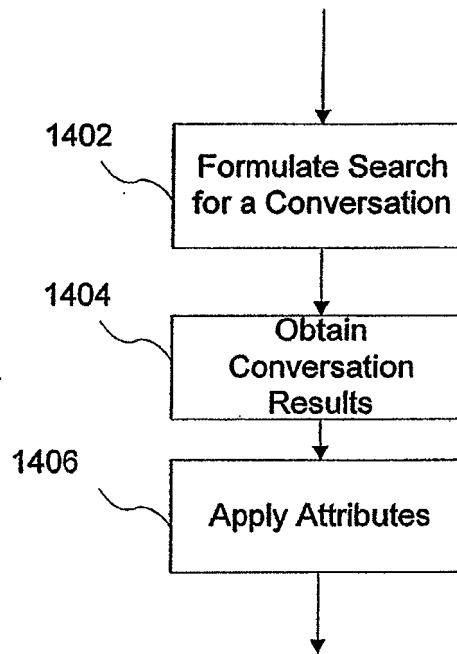 1402
Formulate Search
for a Conversation
1404
Obtain
Conversation
Results
1406
Apply Attributes